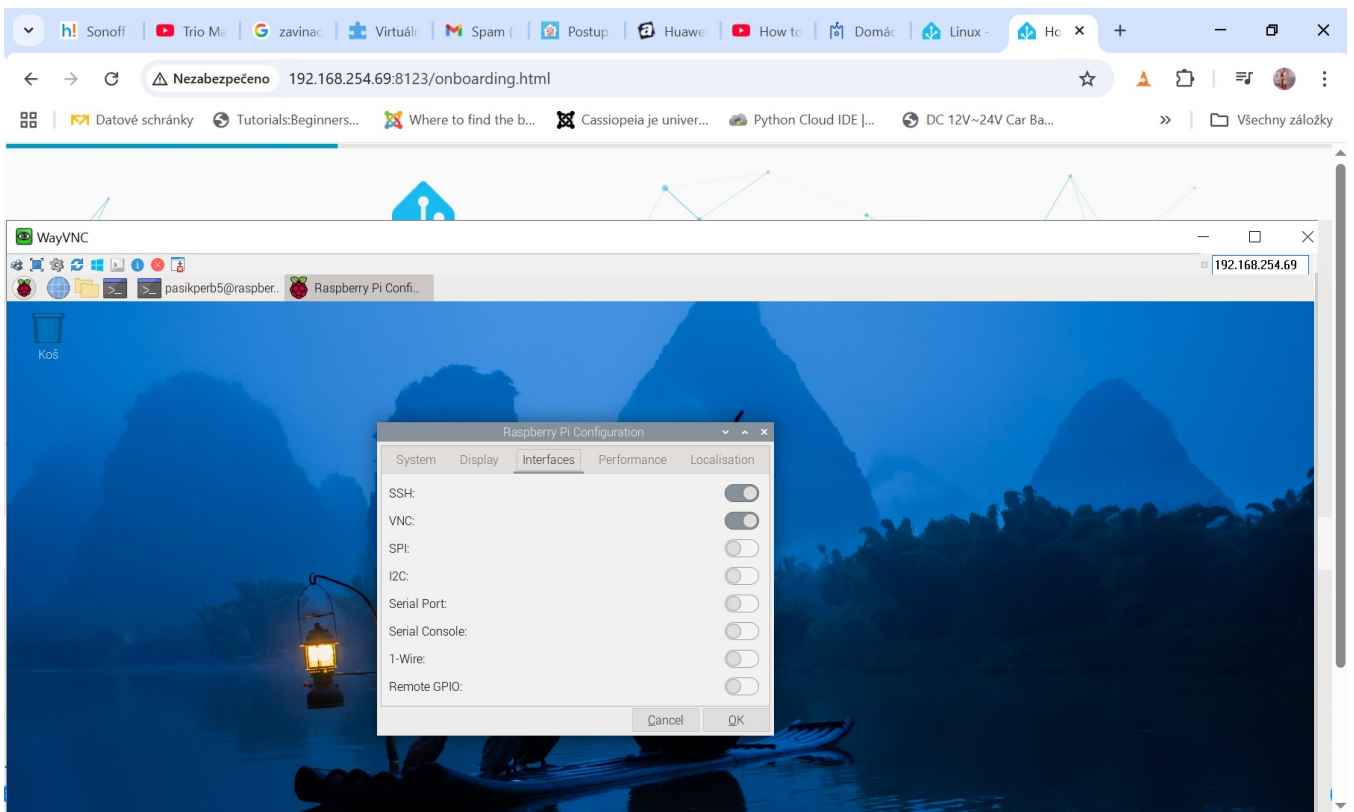 h! Sonoff Trio Ma G zavinac Virtuálr Spam ( Postup Huawe How to Domác Linux - Ho
Nezabezpečeno 192.168.254.69:8123/onboarding.html
Datové schránky Tutorials:Beginners... Where to find the b... Cassiopeia je univer... Python Cloud IDE |... DC 12V~24V Car Ba... » Všechny záložky
WayVNC
192.168.254.69
pasikperb5@raspber.. Raspberry Pi Confi..
Koš
Raspberry Pi Configuration
System Display Interfaces Performance Localisation
SSH:
VNC:
SPI:
I2C:
Serial Port:
Serial Console:
1-Wire:
Remote GPIO:
Cancel OK